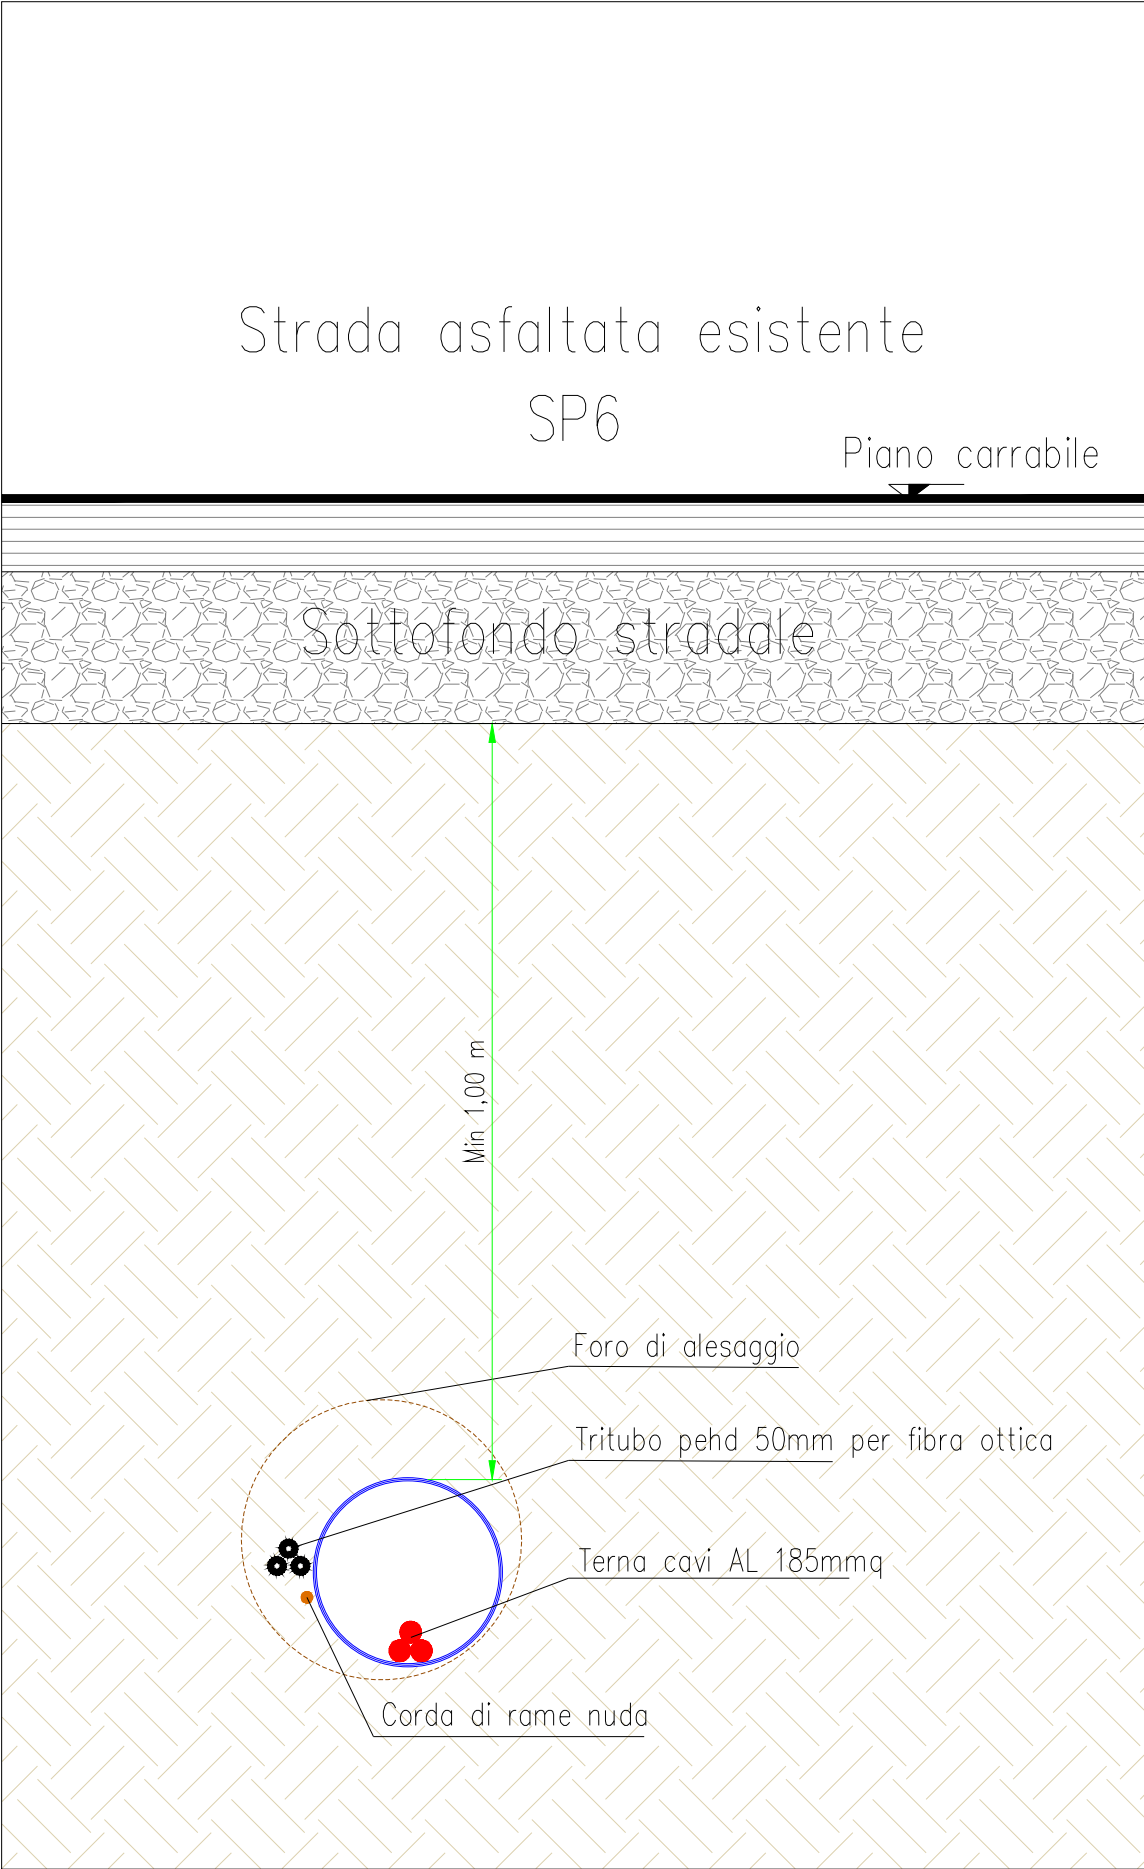 Strada asfaltata esistente
SP6
Piano carrabile
Sottofondo stradale
Min 1,00 m
Foro di alesaggio
Tritubo pehd 50mm per fibra ottica
Terna cavi AL 185mmq
Corda di rame nuda